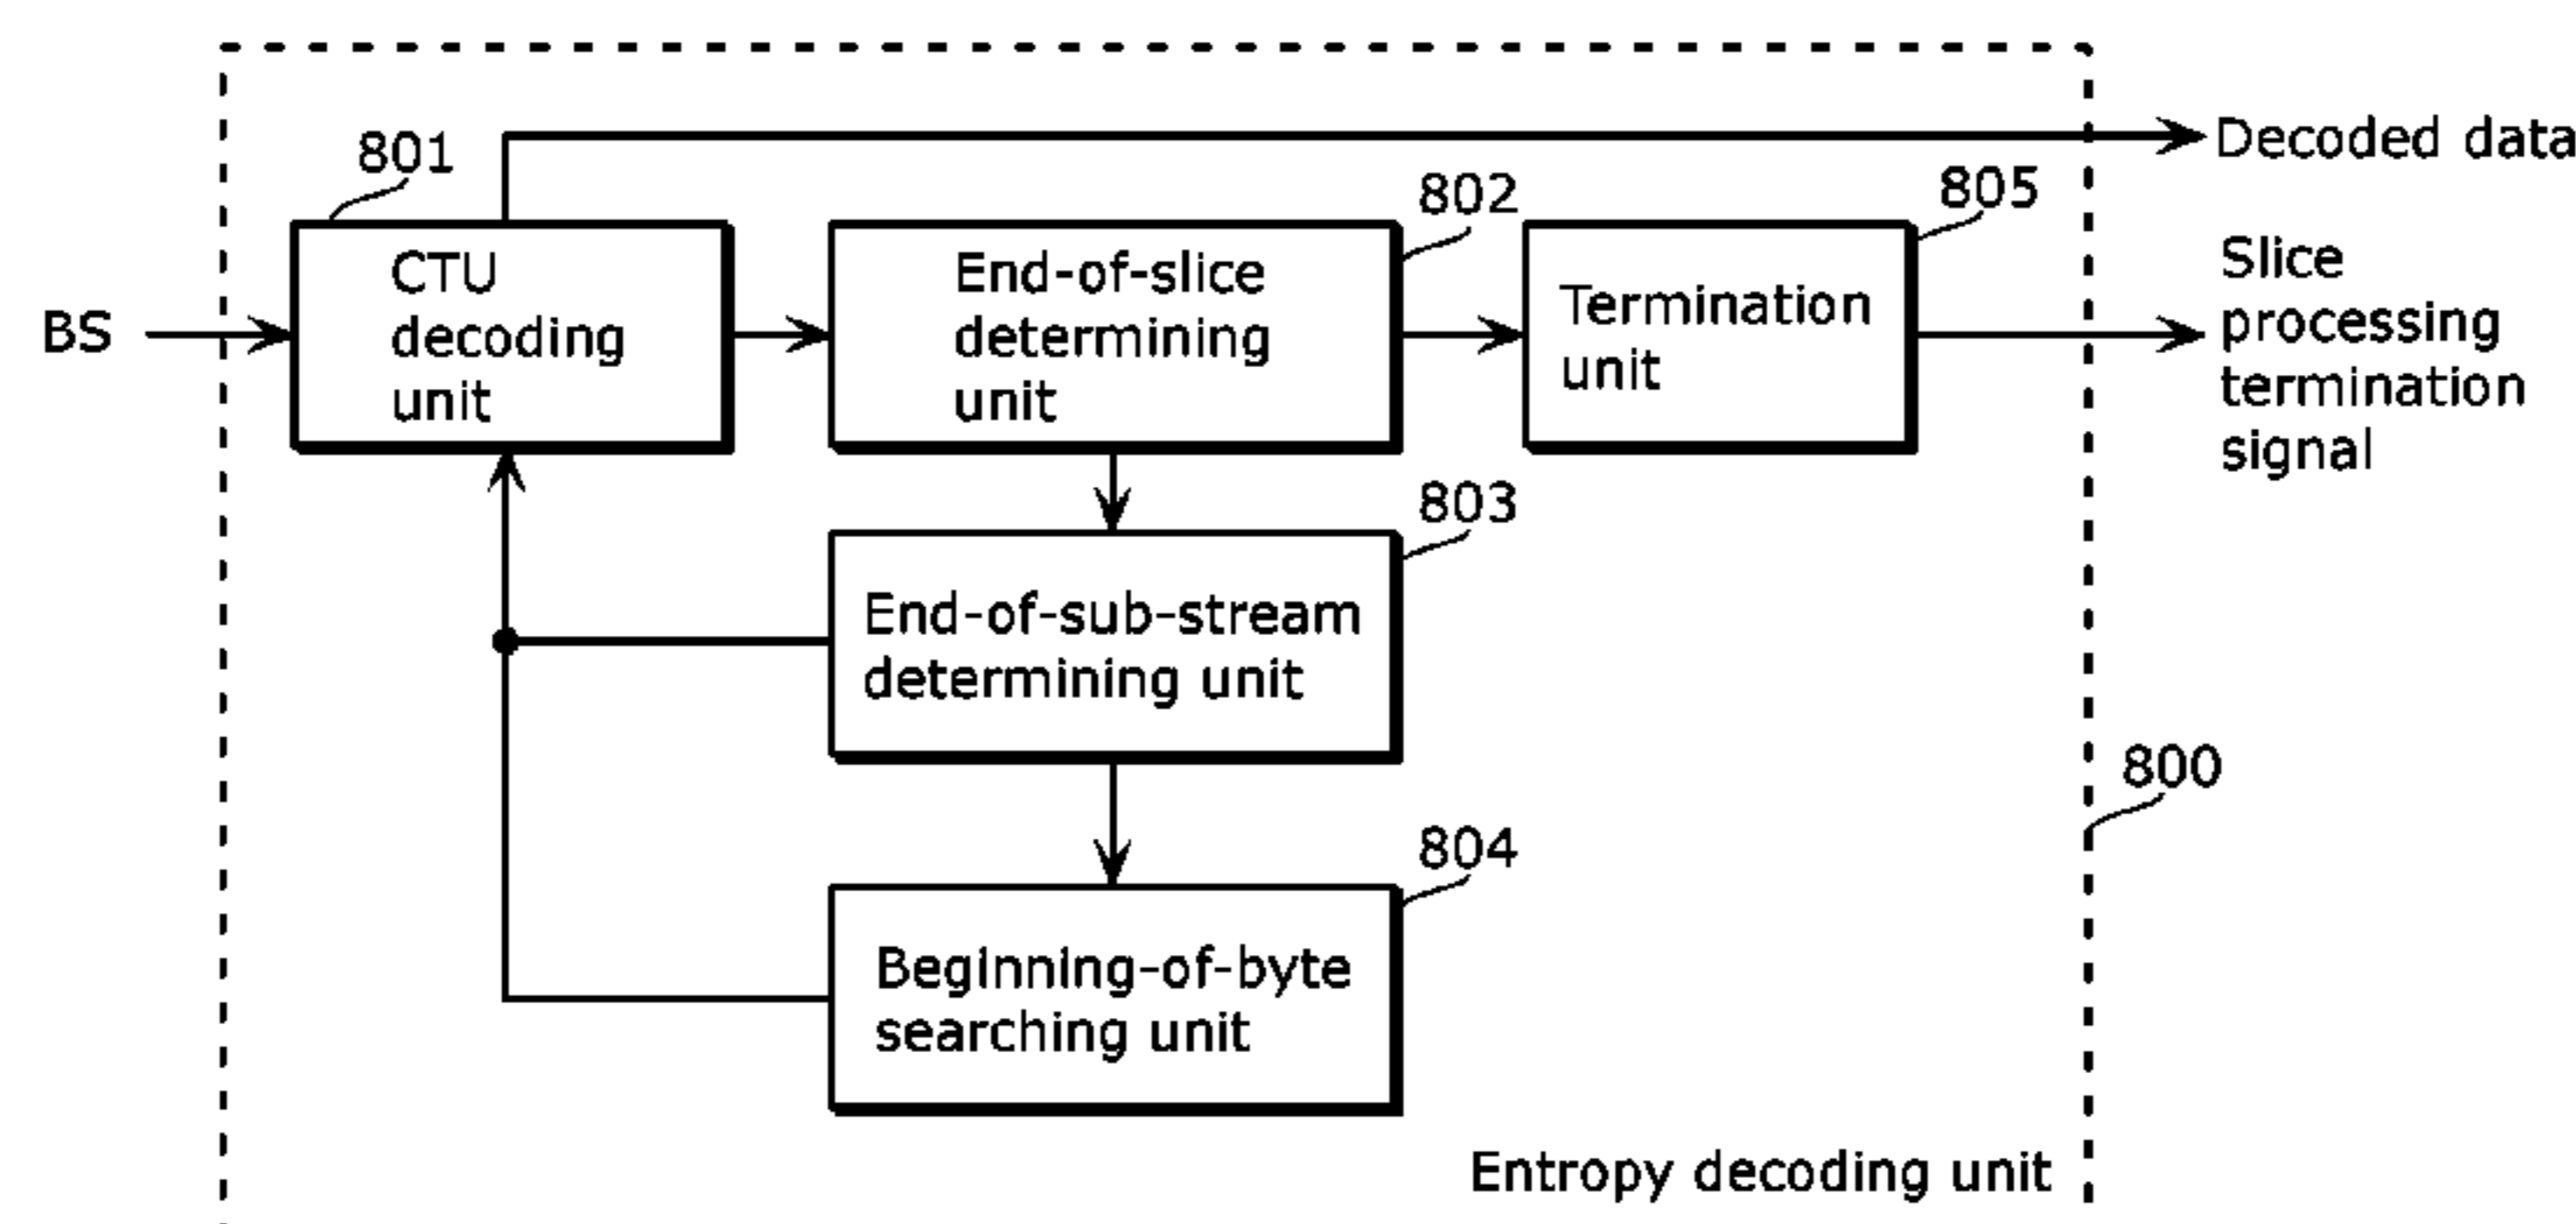 Decoded data
801
802
805
BS
CTU
decoding
unit
End-of-slice
determining
unit
Termination
unit
Slice
processing
termination
signal
803
End-of-sub-stream
determining unit
800
804
Beginning-of-byte
searching unit
Entropy decoding unit